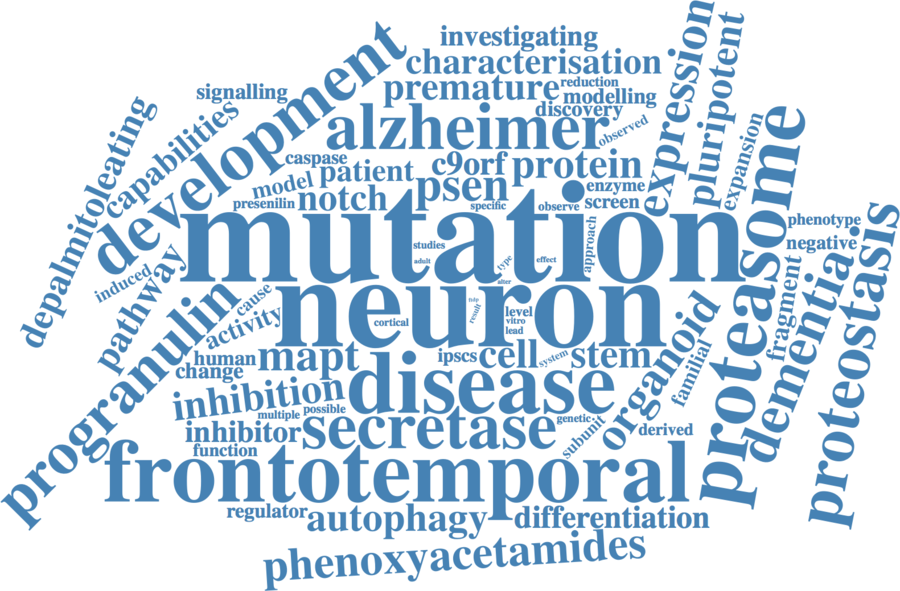 investigating
characterisation
premature
reduction
modelling
discovery
observed
signalling
capabilities
development
depalmitoleating
alzheimer
expression
pluripotent
expansion
caspase
patient
c9orf
protein
model
notch
psen
enzyme
screen
presenilin
specific
observe
mutation
approach
proteasome
phenotype
negative
studies
adult
type
effect
alter
induced
pathway
cause
activity
progranulin
neuron
cortical
tdp
result
level
vitro
lead
fragment
dementia
proteostasis
human
change
mapt
ipscs
cell
system
stem
organoid
familial
inhibition
disease
multiple
possible
inhibitor
secretase
genetic
subunit
derived
function
frontotemporal
regulator
autophagy
differentiation
phenoxyacetamides